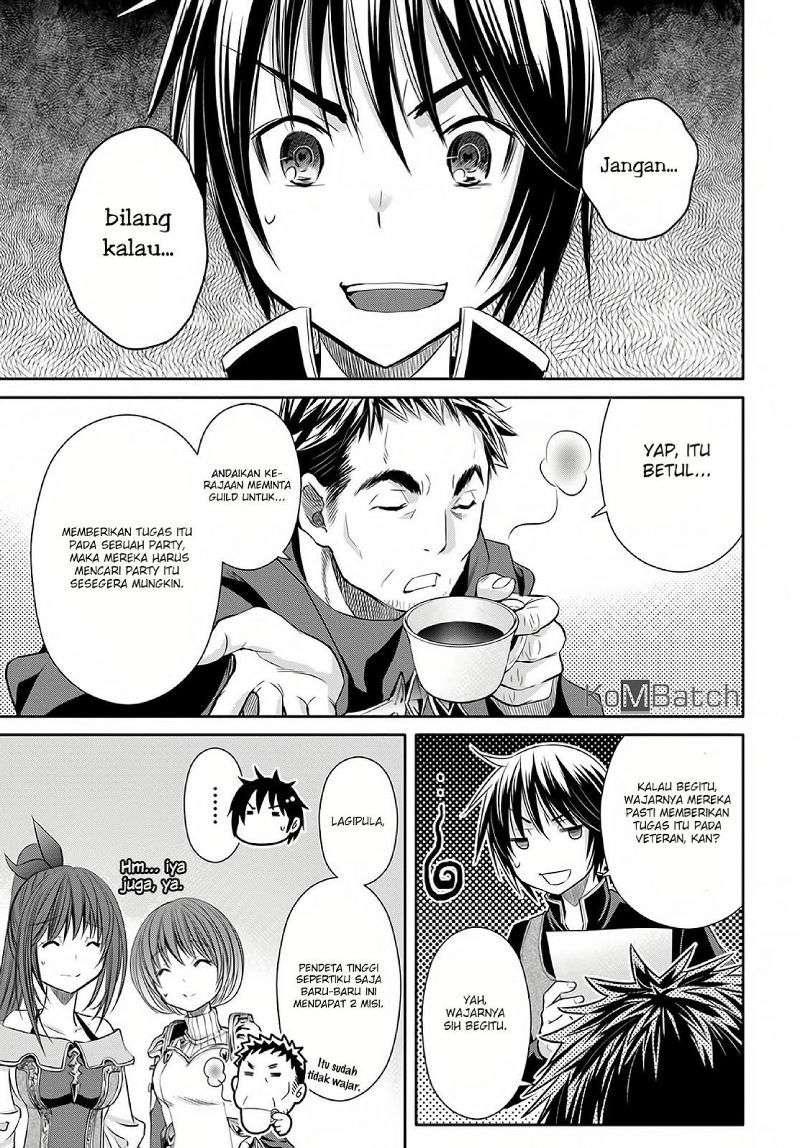 Jangan...
bilang
kalau...
YAP, ITU
BETUL...
ANDAIKAN KE-
RAJAAN MEMINTA
GUILD UNTUK...
MEMBERIKAN TUGAS ITU
PADA SEBUAH PARTY,
MAKA MEREKA HARUS
MENCARI PARTY ITU
SESEGERA MUNGKIN.
KoMBatch
KALAU BEGITU,
WAJARNYA MEREKA
PASTI MEMBERIKAN
TUGAS ITU PADA
VETERAN, KAN?
YAH,
WAJARNYA
SIH BEGITU.
LAGIPULA,
PENDETA TINGGI
SEPERTIKU SAJA
BARU-BARU INI
MENDAPAT 2 MISI.
Itu sudah
tidak wajar.
Hm... iya
juga, ya.